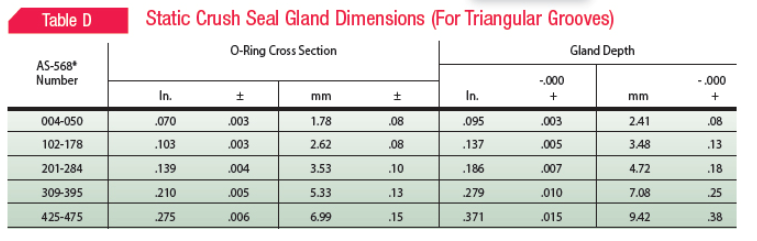 Table D Static Crush Seal Gland Dimensions (For Triangular Grooves)
AS-568* Number O-Ring Cross Section Gland Depth
In. ± mm ± In. -.000 + mm -.000 +
004-050 .070 .003 1.78 .08 .095 .003 2.41 .08
102-178 .103 .003 2.62 .08 .137 .005 3.48 .13
201-284 .139 .004 3.53 .10 .186 .007 4.72 .18
309-395 .210 .005 5.33 .13 .279 .010 7.08 .25
425-475 .275 .006 6.99 .15 .371 .015 9.42 .38